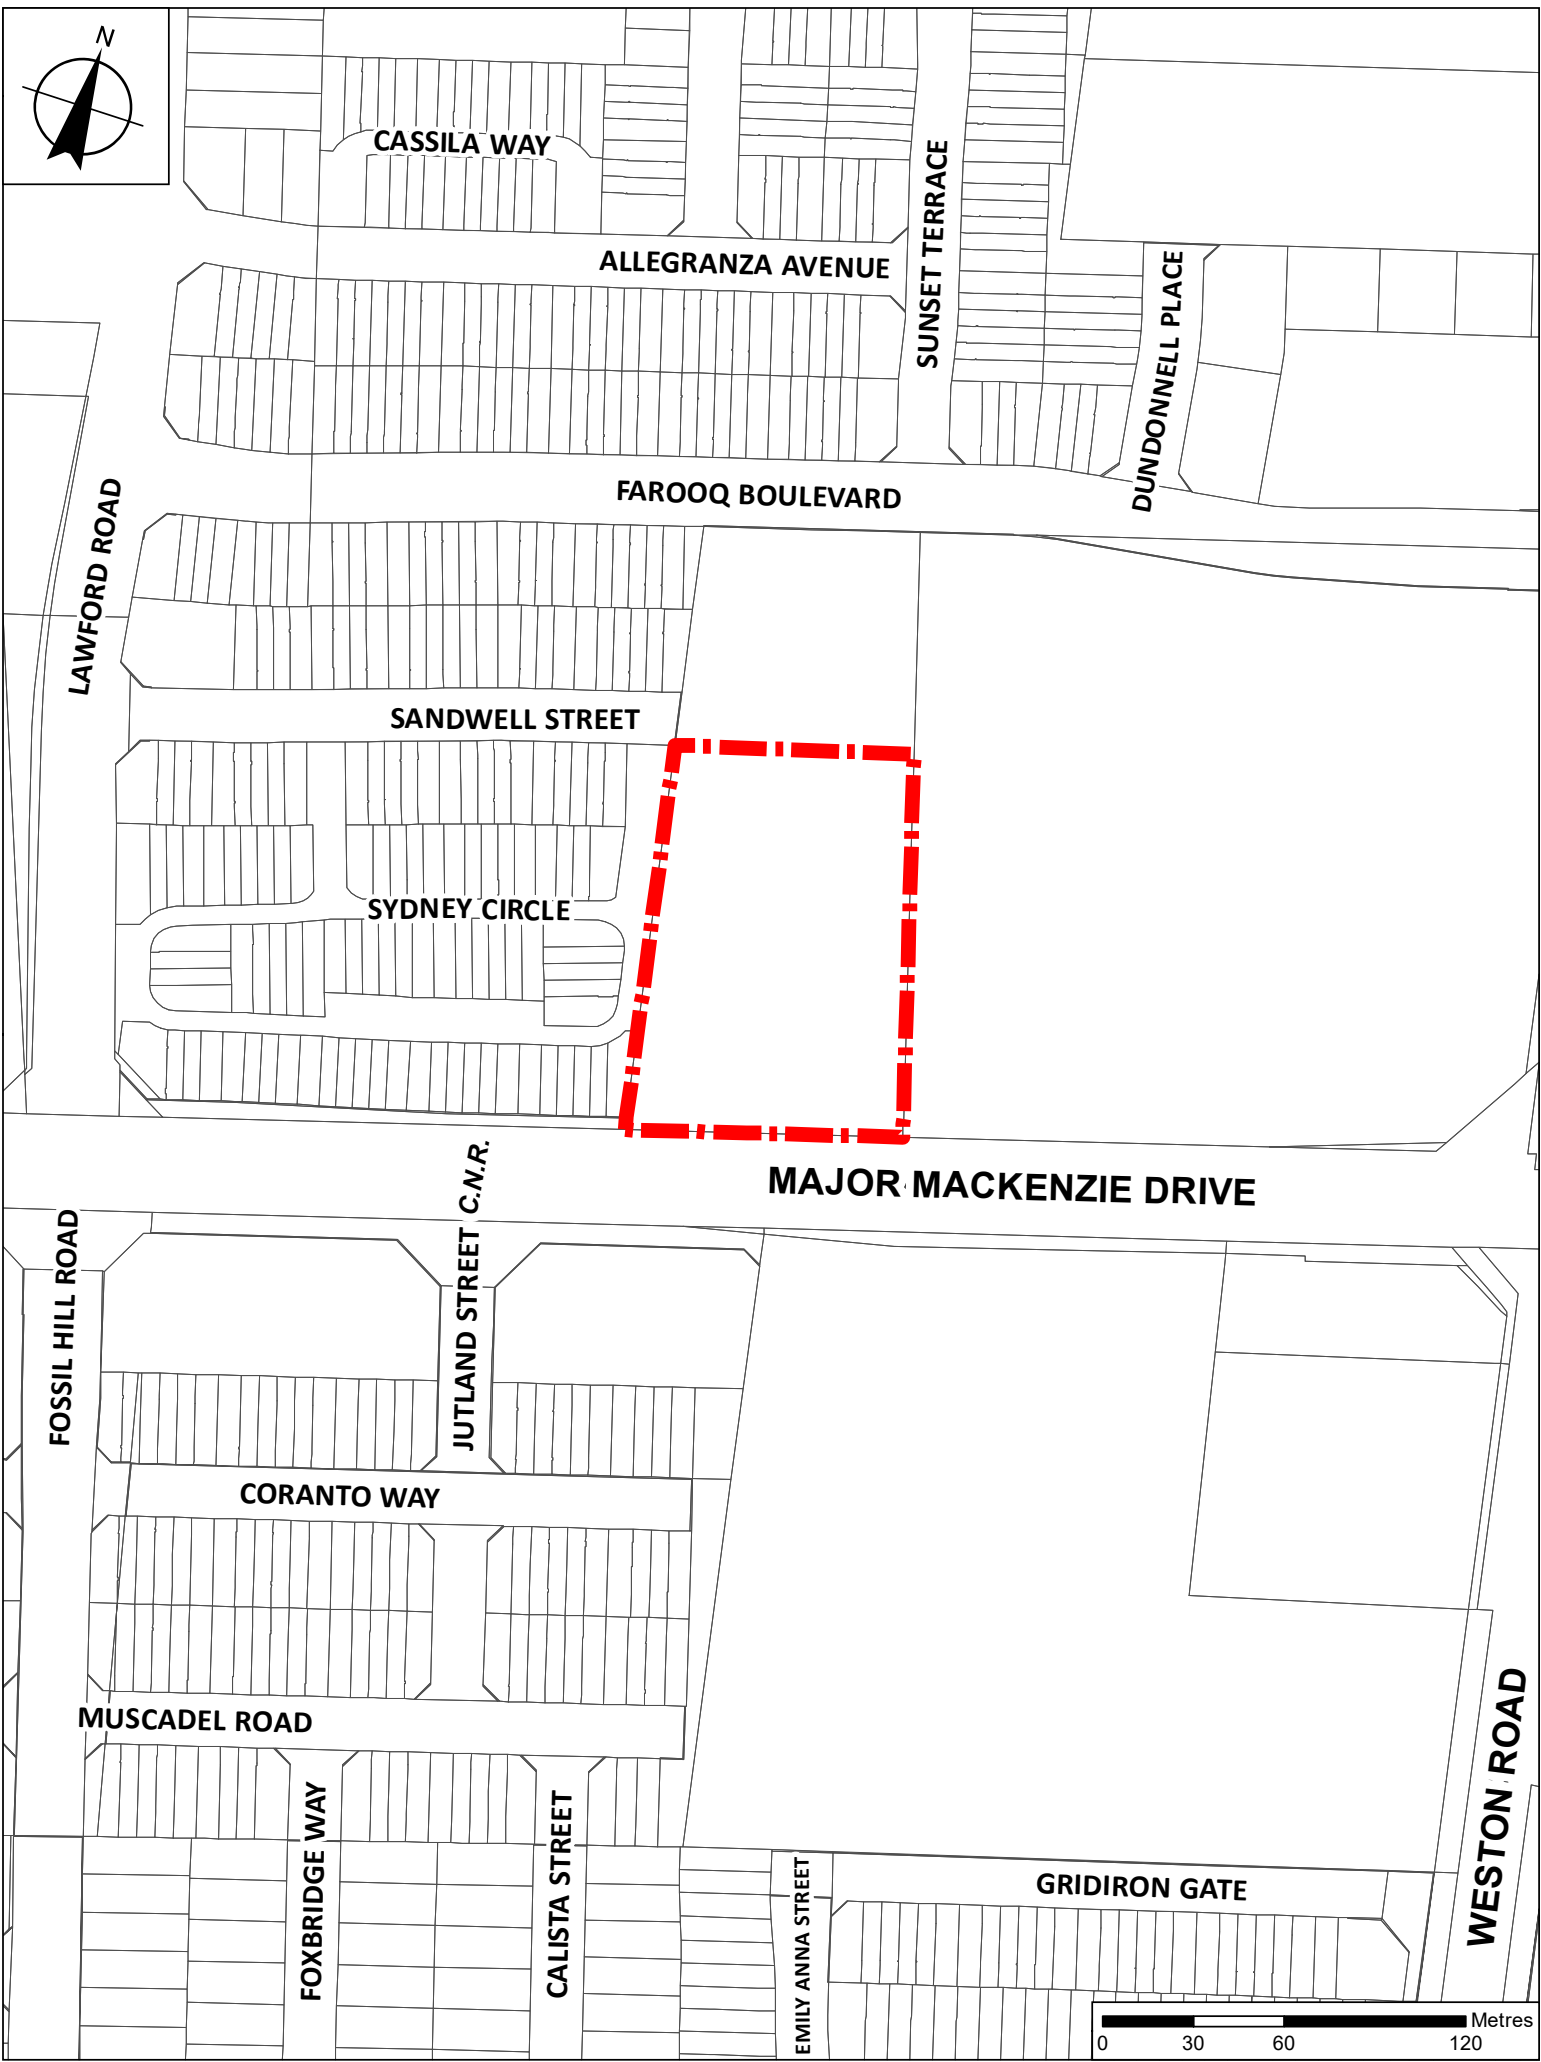 N
CASSILA WAY
SUNSET TERRACE
ALLEGRANZA AVENUE
DUNDONNELL PLACE
FAROOQ BOULEVARD
LAWFORD ROAD
SANDWELL STREET
SYDNEY CIRCLE
C.N.R.
MAJOR MACKENZIE DRIVE
FOSSIL HILL ROAD
JUTLAND STREET
CORANTO WAY
MUSCADEL ROAD
WESTON ROAD
FOXBRIDGE WAY
CALISTA STREET
EMILY ANNA STREET
GRIDIRON GATE
Metres
0 30 60 120